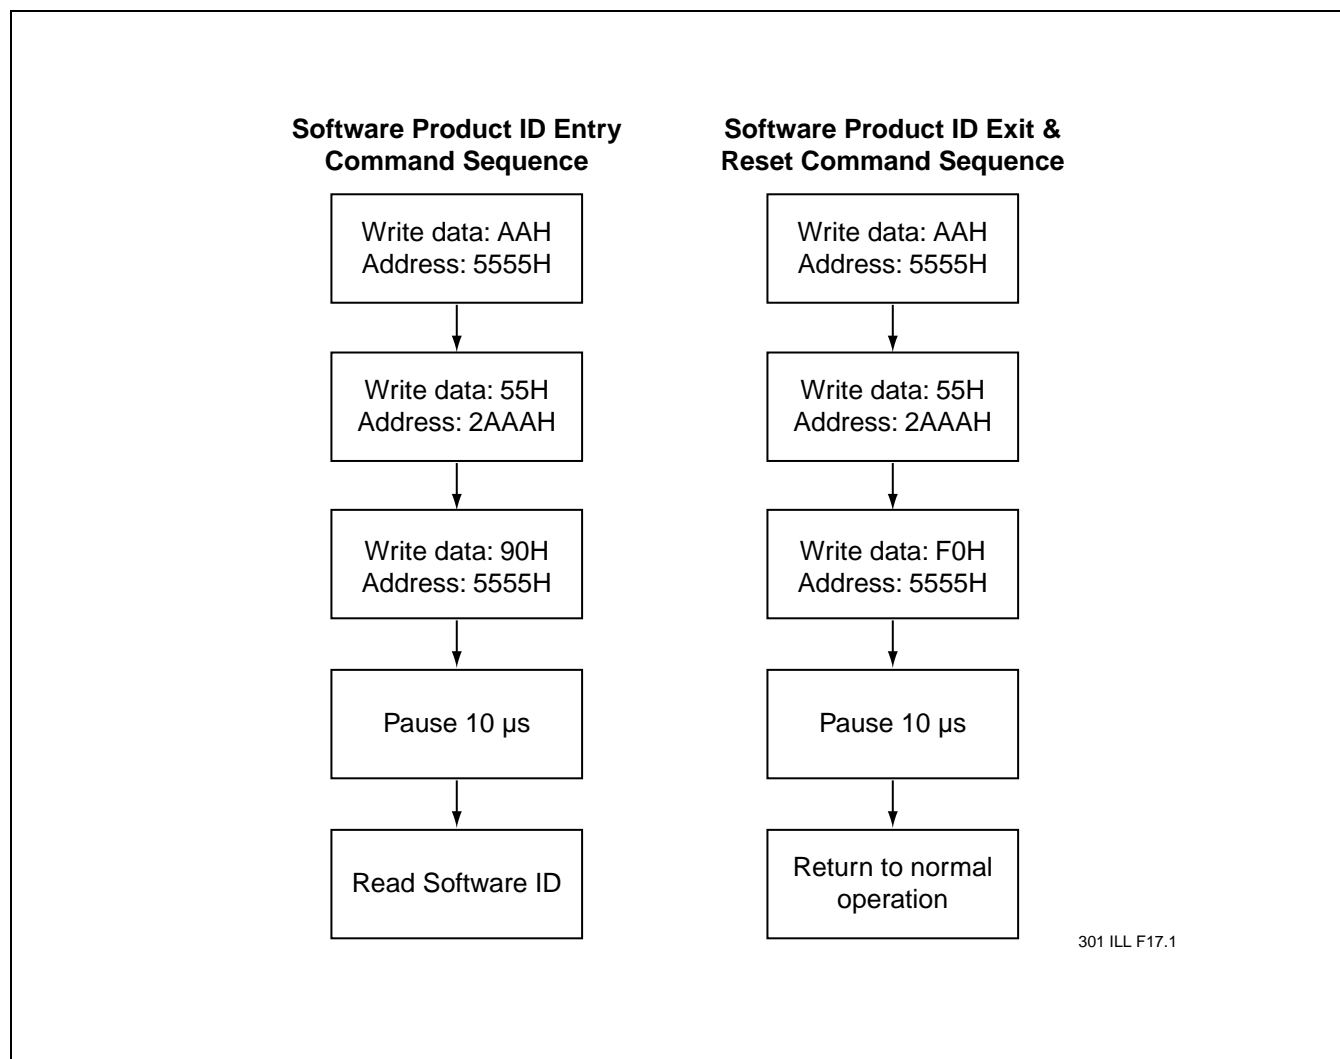 Software Product ID Entry
Command Sequence
Write data: AAH
Address: 5555H
Write data: 55H
Address: 2AAAH
Write data: 90H
Address: 5555H
Pause 10 µs
Read Software ID
Software Product ID Exit &
Reset Command Sequence
Write data: AAH
Address: 5555H
Write data: 55H
Address: 2AAAH
Write data: F0H
Address: 5555H
Pause 10 µs
Return to normal
operation
301 ILL F17.1